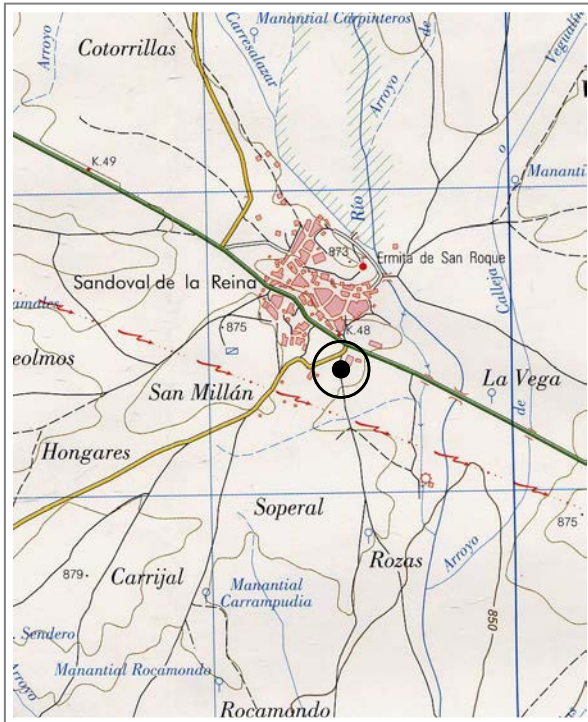 Manantial Carpinteros
Arroyo
de
Cotorrillas
Carresalazar
Arroyo
K.49
Río
873
Ermita de San Roque
Sandoval de la Reina
Calleja
o
875
K.48
San Millán
La Vega
de
Hongares
Soperal
875
Rozas
Arroyo
Carrijal
879
Manantial
Carrampudia
850
Sendero
Manantial Rocamondo
Arroyo
Rocamondo